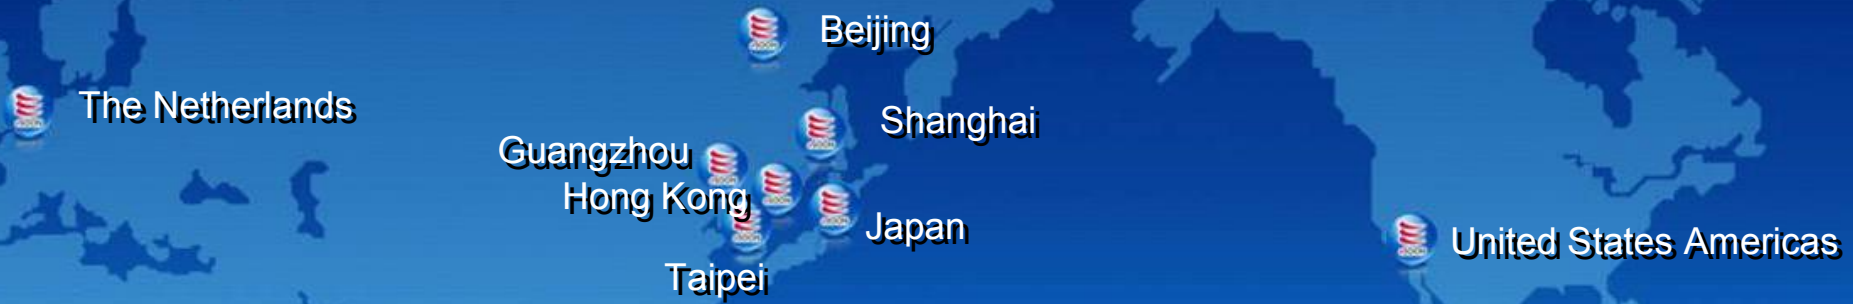 Beijing
The Netherlands
Shanghai
Guangzhou
Hong Kong
Japan
United States Americas
Taipei